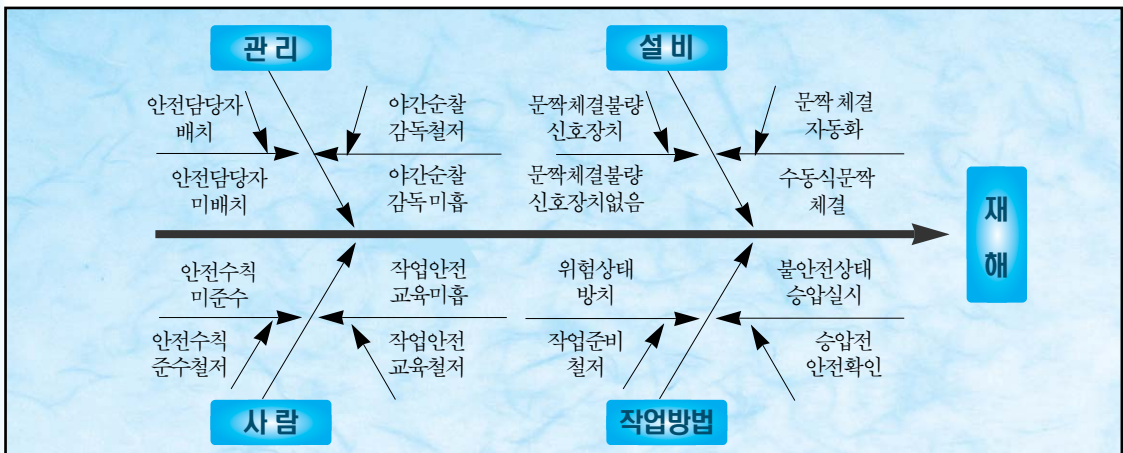 관 리
설 비
안전담당자
배치
야간순찰
감독철저
문짝체결불량
신호장치
문짝 체결
자동화
안전담당자
미배치
야간순찰
감독미흡
문짝체결불량
신호장치없음
수동식문짝
체결
재
해
안전수칙
미준수
작업안전
교육미흡
위험상태
방치
불안전상태
승압실시
안전수칙
준수철저
작업안전
교육철저
작업준비
철저
승압전
안전확인
사 람
작업방법